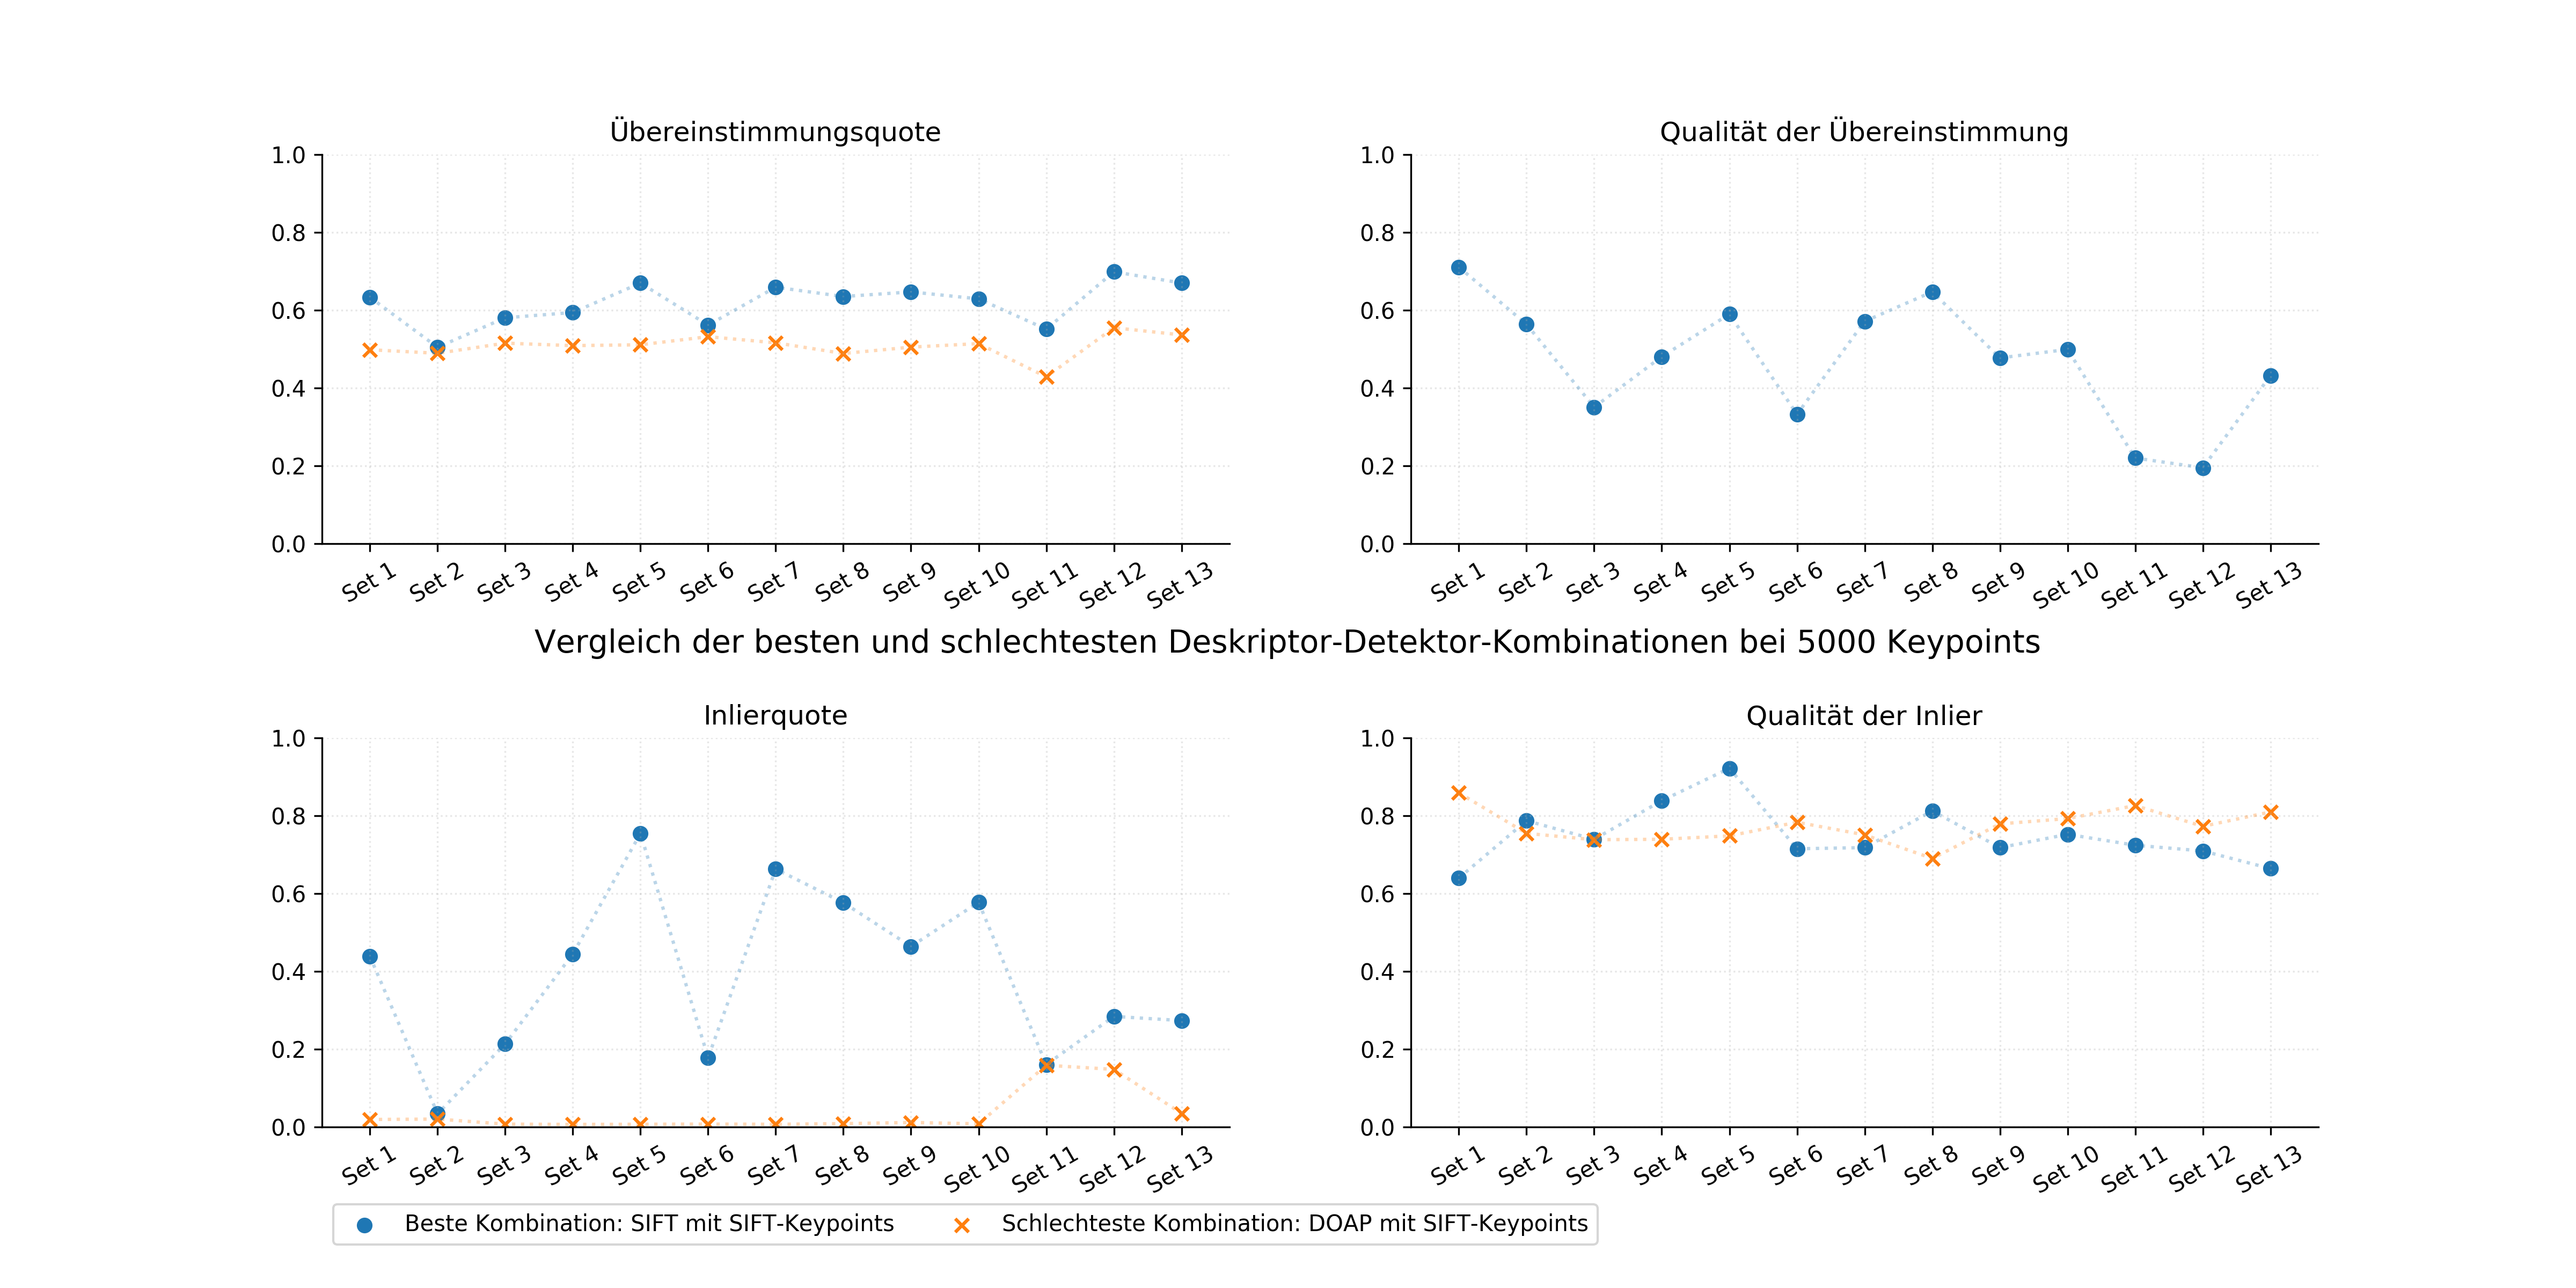 Übereinstimmungsquote
1.0
0.8
0.6
0.4
0.2
0.0
Set 1 Set 2 Set 3 Set 4 Set 5 Set 6 Set 7 Set 8 Set 9 Set 10 Set 11 Set 12 Set 13
Qualität der Übereinstimmung
1.0
0.8
0.6
0.4
0.2
0.0
Set 1 Set 2 Set 3 Set 4 Set 5 Set 6 Set 7 Set 8 Set 9 Set 10 Set 11 Set 12 Set 13
Vergleich der besten und schlechtesten Deskriptor-Detektor-Kombinationen bei 5000 Keypoints
Inlierquote
1.0
0.8
0.6
0.4
0.2
0.0
Set 1 Set 2 Set 3 Set 4 Set 5 Set 6 Set 7 Set 8 Set 9 Set 10 Set 11 Set 12 Set 13
Qualität der Inlier
1.0
0.8
0.6
0.4
0.2
0.0
Set 1 Set 2 Set 3 Set 4 Set 5 Set 6 Set 7 Set 8 Set 9 Set 10 Set 11 Set 12 Set 13
Beste Kombination: SIFT mit SIFT-Keypoints Schlechteste Kombination: DOAP mit SIFT-Keypoints